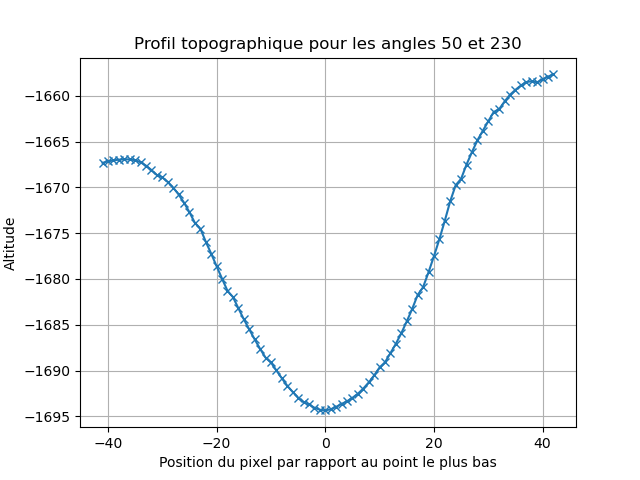 Profil topographique pour les angles 50 et 230
Altitude
−1660
−1665
−1670
−1675
−1680
−1685
−1690
−1695
−40 −20 0 20 40
Position du pixel par rapport au point le plus bas